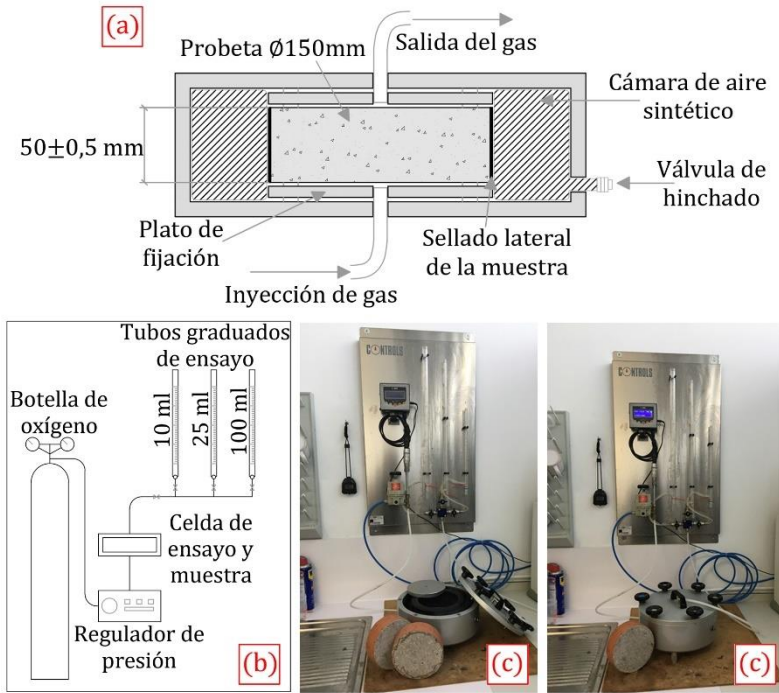 (a)
Salida del gas
Probeta Ø150mm
Cámara de aire
sintético
50±0,5 mm
Válvula de
hinchado
Plato de
fijación
Sellado lateral
de la muestra
Inyección de gas
Tubos graduados
de ensayo
Botella de
oxígeno
10 ml
25 ml
100 ml
Celda de
ensayo y
muestra
Regulador de
presión
(b)
CONTROLS
(c)
CONTROLS
(c)